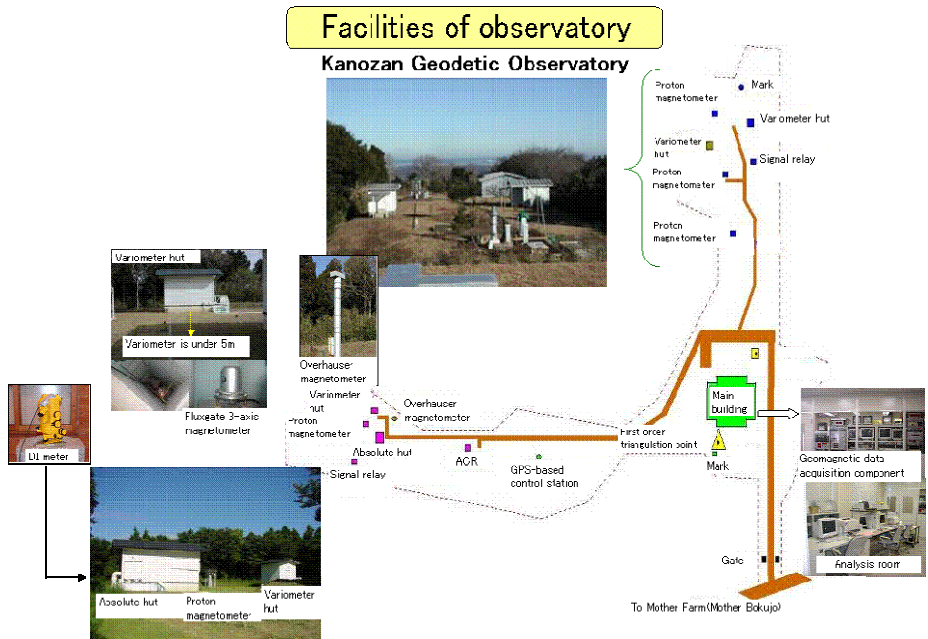 Facilities of observatory
Kanozan Geodetic Observatory
Proton
magnetometer
Mark
Variometer hut
Variometer
hut
Signal relay
Proton
magnetometer
Proton
magnetometer
Variometer hut
Variometer is under 5m
Fluxgate 3-axis
magnetometer
Overhauser
magnetometer
Variometer
hut
Overhauser
magnetometer
Proton
magnetometer
Absolute hut
Signal relay
ACR
GPS-based
control station
First order
triangulation point
Main
building
Mark
Geomagnetic data
acquisition component
Analysis room
DI meter
Absolute hut
Proton
magnetometer
Variometer
hut
Gate
To Mother Farm(Mother Bokujo)